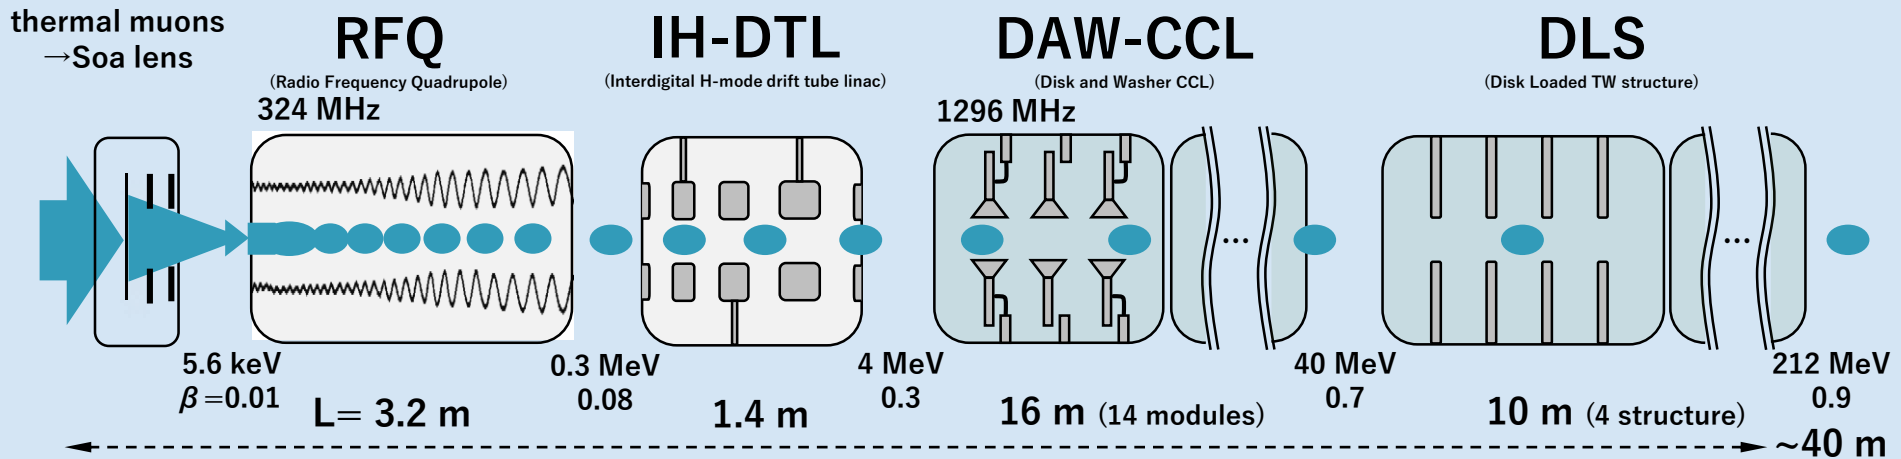 thermal muons
→Soa lens
RFQ
(Radio Frequency Quadrupole)
324 MHz
IH-DTL
(Interdigital H-mode drift tube linac)
DAW-CCL
(Disk and Washer CCL)
1296 MHz
DLS
(Disk Loaded TW structure)
...
...
5.6 keV
β=0.01
L= 3.2 m
0.3 MeV
0.08
1.4 m
4 MeV
0.3
16 m (14 modules)
40 MeV
0.7
10 m (4 structure)
212 MeV
0.9
~40 m